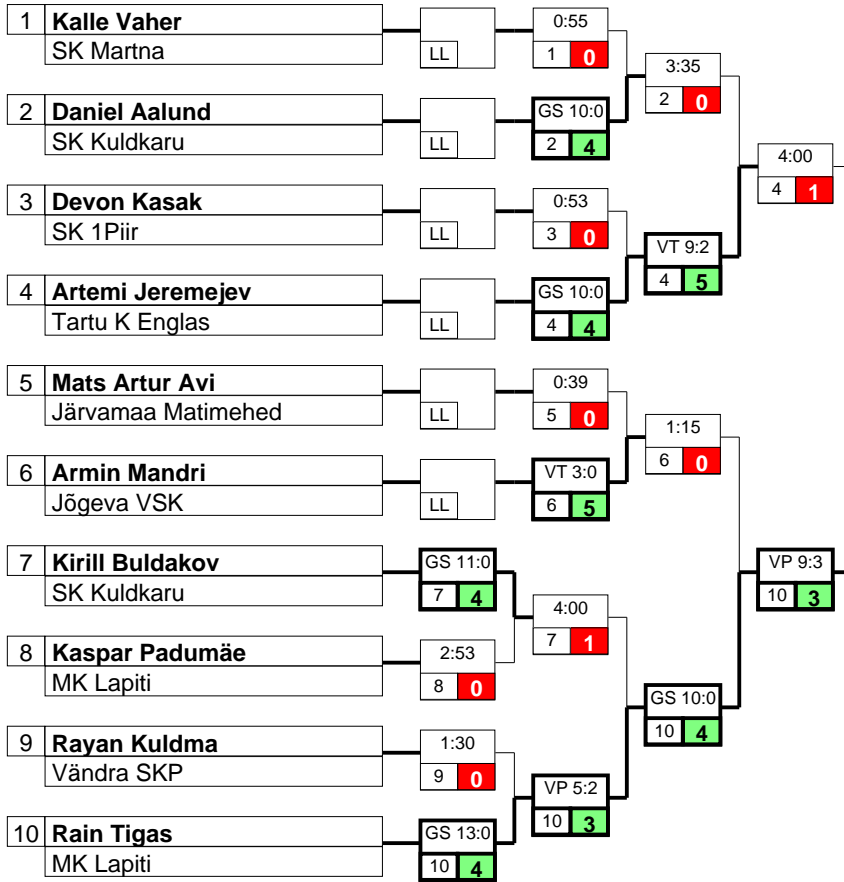 1 Kalle Vaher
SK Martna
LL
0:55
1 0
3:35
2 0
2 Daniel Aalund
SK Kuldkaru
LL
GS 10:0
2 4
4:00
4 1
3 Devon Kasak
SK 1Piir
LL
0:53
3 0
VT 9:2
4 5
4 Artemi Jeremejev
Tartu K Englas
LL
GS 10:0
4 4
5 Mats Artur Avi
Järvamaa Matimehed
LL
0:39
5 0
1:15
6 0
6 Armin Mandri
Jõgeva VSK
LL
VT 3:0
6 5
7 Kirill Buldakov
SK Kuldkaru
GS 11:0
7 4
VP 9:3
10 3
4:00
7 1
8 Kaspar Padumäe
MK Lapiti
2:53
8 0
GS 10:0
10 4
9 Rayan Kuldma
Vändra SKP
1:30
9 0
VP 5:2
10 3
10 Rain Tigas
MK Lapiti
GS 13:0
10 4